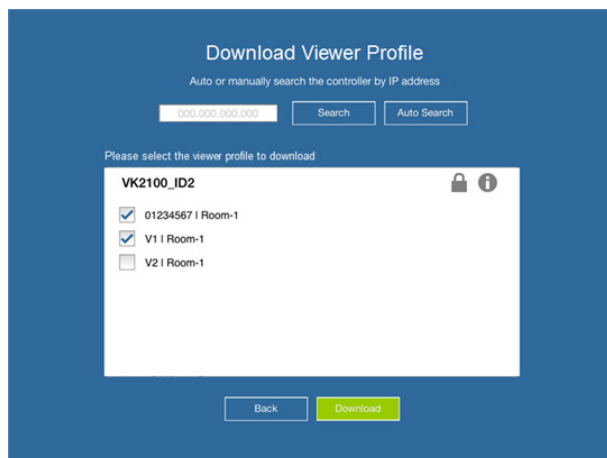 Download Viewer Profile
Auto or manually search the controller by IP address
000.000.000.000 Search Auto Search
Please select the viewer profile to download
VK2100_ID2
01234567 | Room-1
V1 | Room-1
V2 | Room-1
Back Download